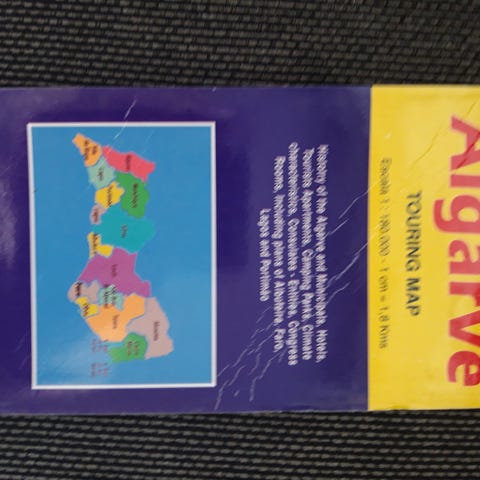 Algarve
TOURING MAP
Escala 1 : 180.000 - 1 cm = 1,8 Kms
History of the Algarve and Municipals, Hotels,
Tourists Apartments, Camping Parks, Climate
characteristics, Consulates - Entities, Congress
Rooms, including plans of Albufeira, Faro,
Lagos and Portimão